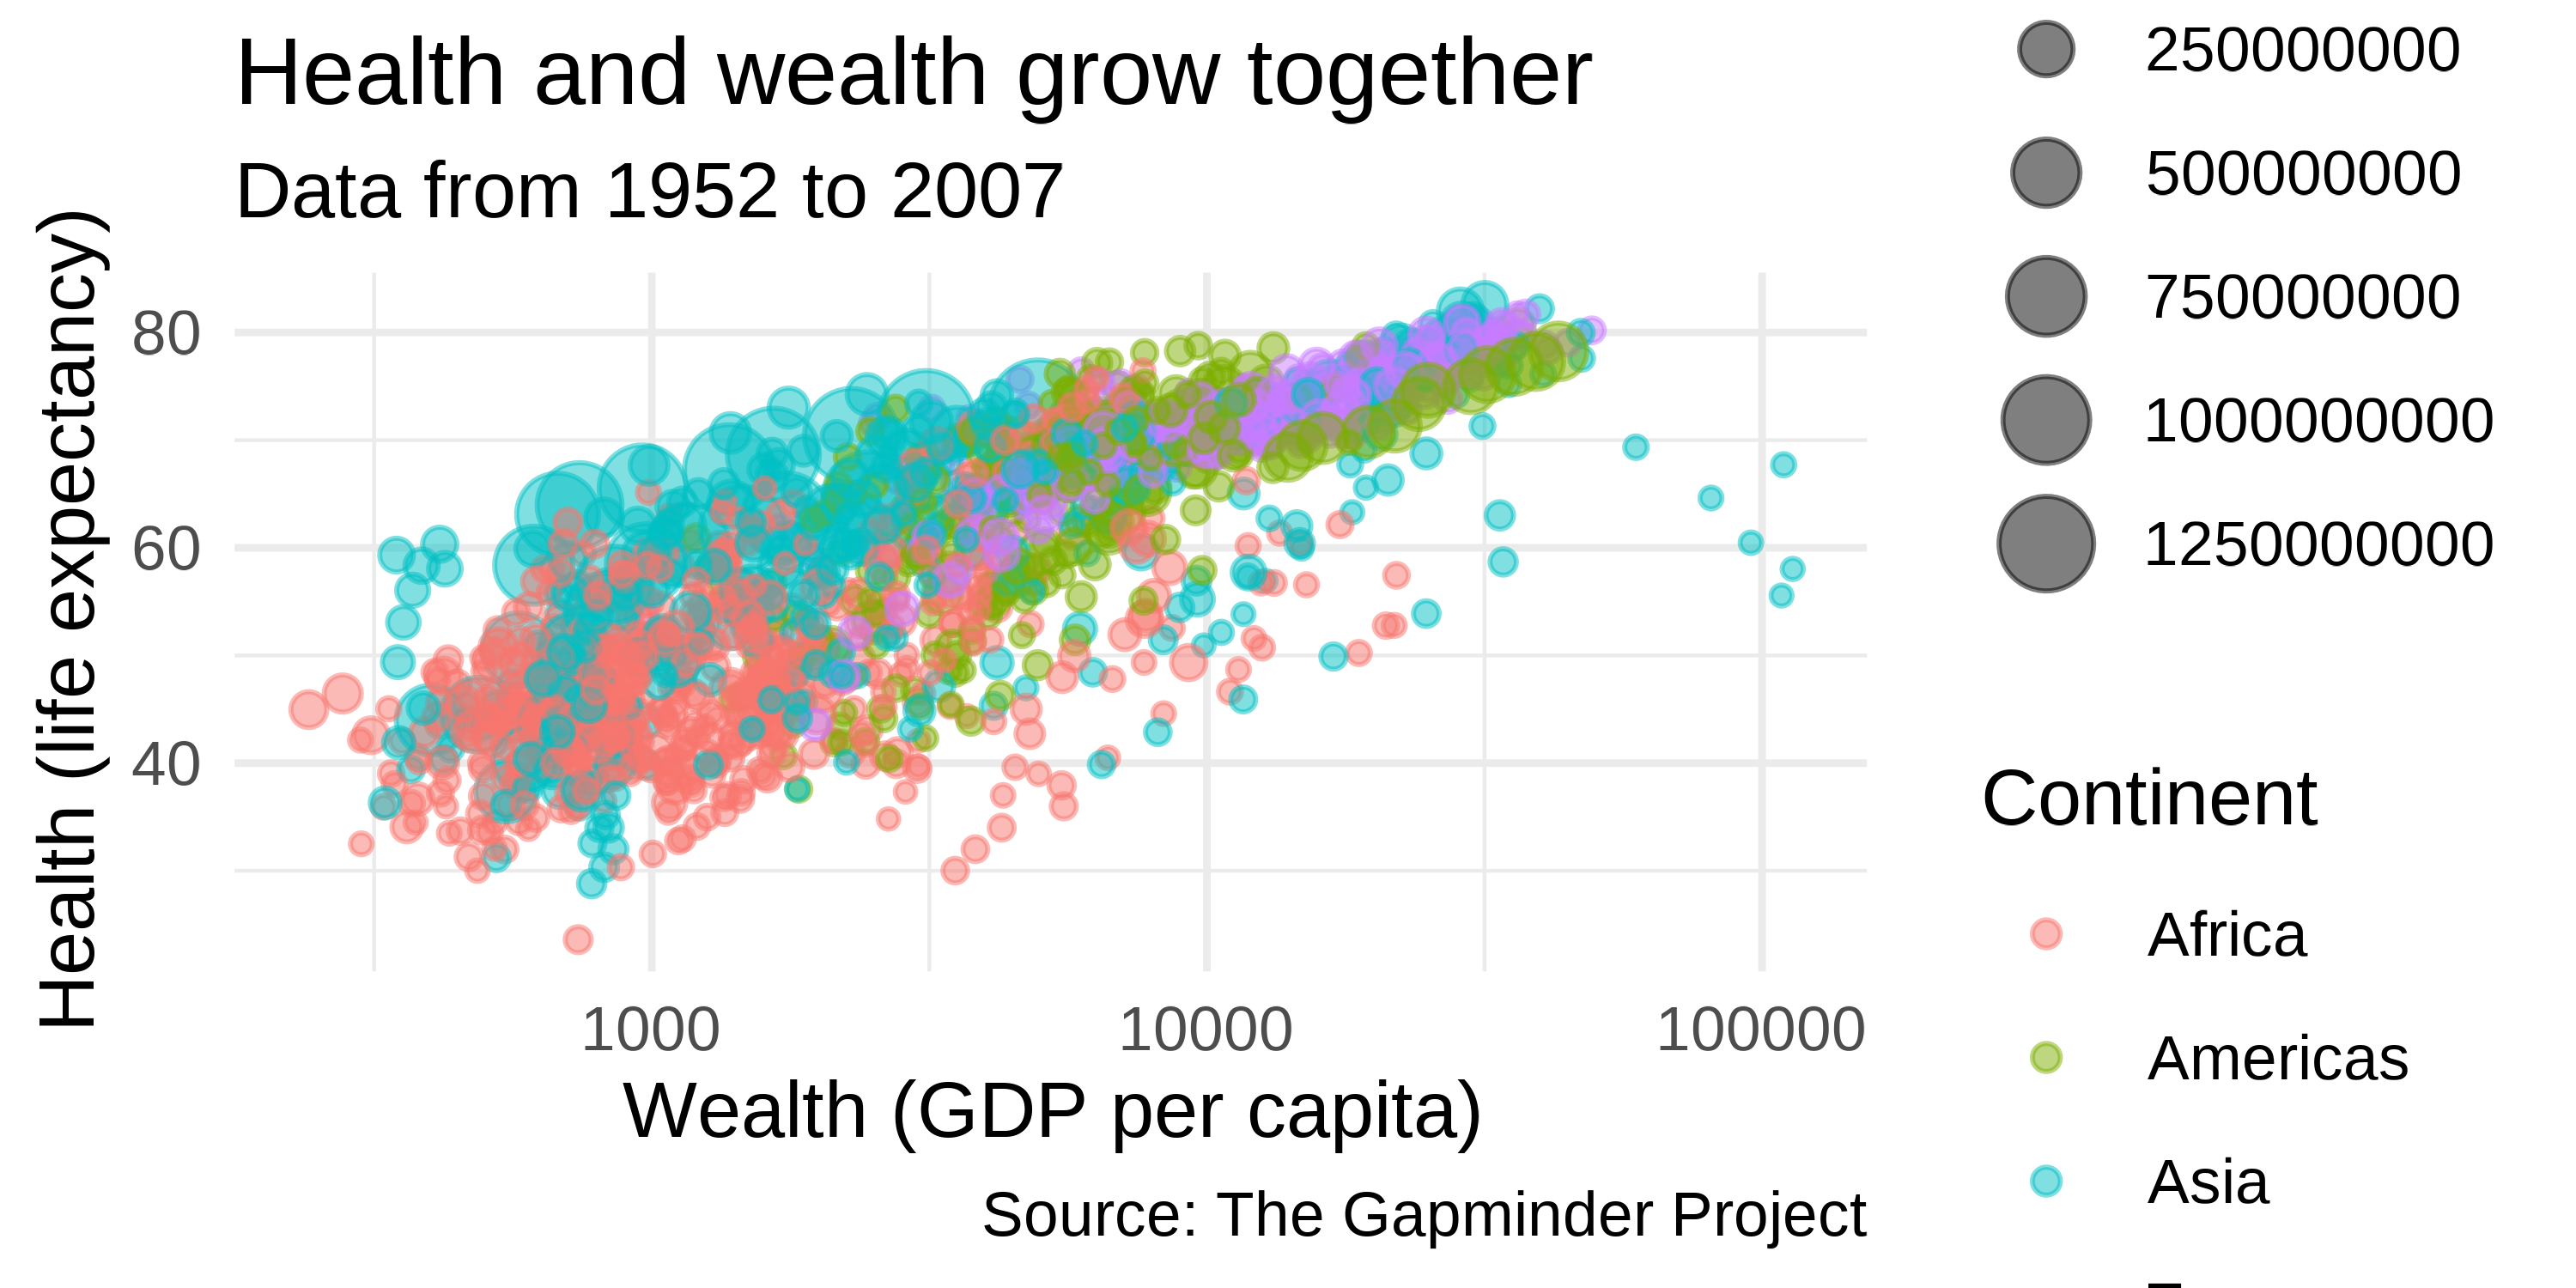 Health and wealth grow together
Data from 1952 to 2007
Health (life expectancy)
80
60
40
1000
10000
100000
Wealth (GDP per capita)
Source: The Gapminder Project
250000000
500000000
750000000
1000000000
1250000000
Continent
Africa
Americas
Asia